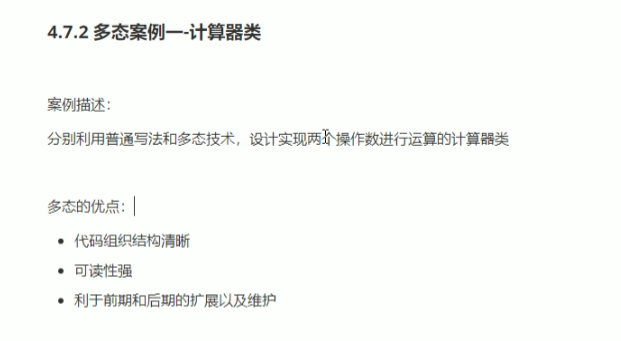 4.7.2 多态案例一-计算器类
案例描述：
分别利用普通写法和多态技术，设计实现两个操作数进行运算的计算器类
多态的优点：
代码组织结构清晰
可读性强
利于前期和后期的扩展以及维护